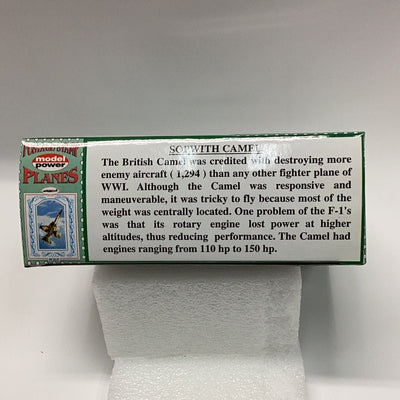 POSTAGE STAMP
model
power
PLANES
SOPWITH CAMEL
The British Camel was credited with destroying more
enemy aircraft ( 1,294 ) than any other fighter plane of
WWI. Although the Camel was responsive and
maneuverable, it was tricky to fly because most of the
weight was centrally located. One problem of the F-1's
was that its rotary engine lost power at higher
altitudes, thus reducing performance. The Camel had
engines ranging from 110 hp to 150 hp.